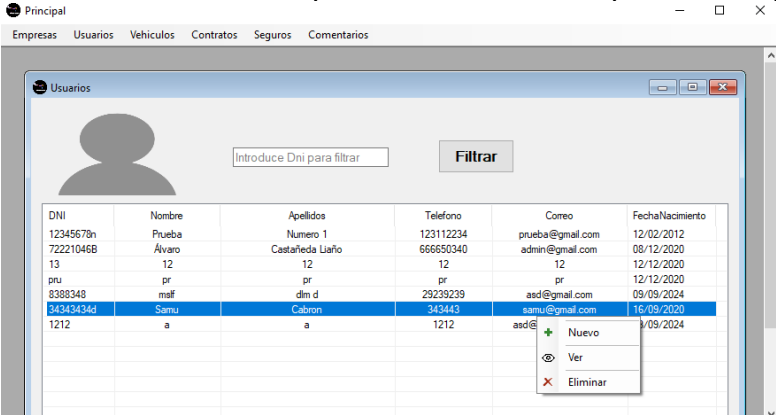 Principal
Empresas Usuarios Vehiculos Contratos Seguros Comentarios
Usuarios
Introduce Dni para filtrar Filtrar
DNI Nombre Apellidos Telefono Correo FechaNacimiento
12345678n Prueba Numero 1 123112234 prueba@gmail.com 12/02/2012
72221046B Álvaro Castañeda Liaño 666650340 admin@gmail.com 08/12/2020
13 12 12 12 12 12/12/2020
pru pr pr pr pr 12/12/2020
8388348 mslf dlm d 29239239 asd@gmail.com 09/09/2024
34343434d Samu Cabron 343443 samu@gmail.com 16/09/2020
1212 a a 1212 asd@ /09/2024
Nuevo
Ver
Eliminar